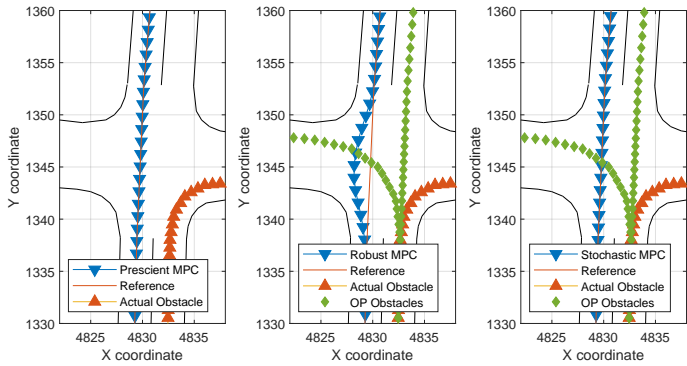 1360
1355
1350
1345
1340
1335
1330
Y coordinate
4825
4830
4835
X coordinate
Prescient MPC
Reference
Actual Obstacle
1360
1355
1350
1345
1340
1335
1330
Y coordinate
4825
4830
4835
X coordinate
Robust MPC
Reference
Actual Obstacle
OP Obstacles
1360
1355
1350
1345
1340
1335
1330
Y coordinate
4825
4830
4835
X coordinate
Stochastic MPC
Reference
Actual Obstacle
OP Obstacles